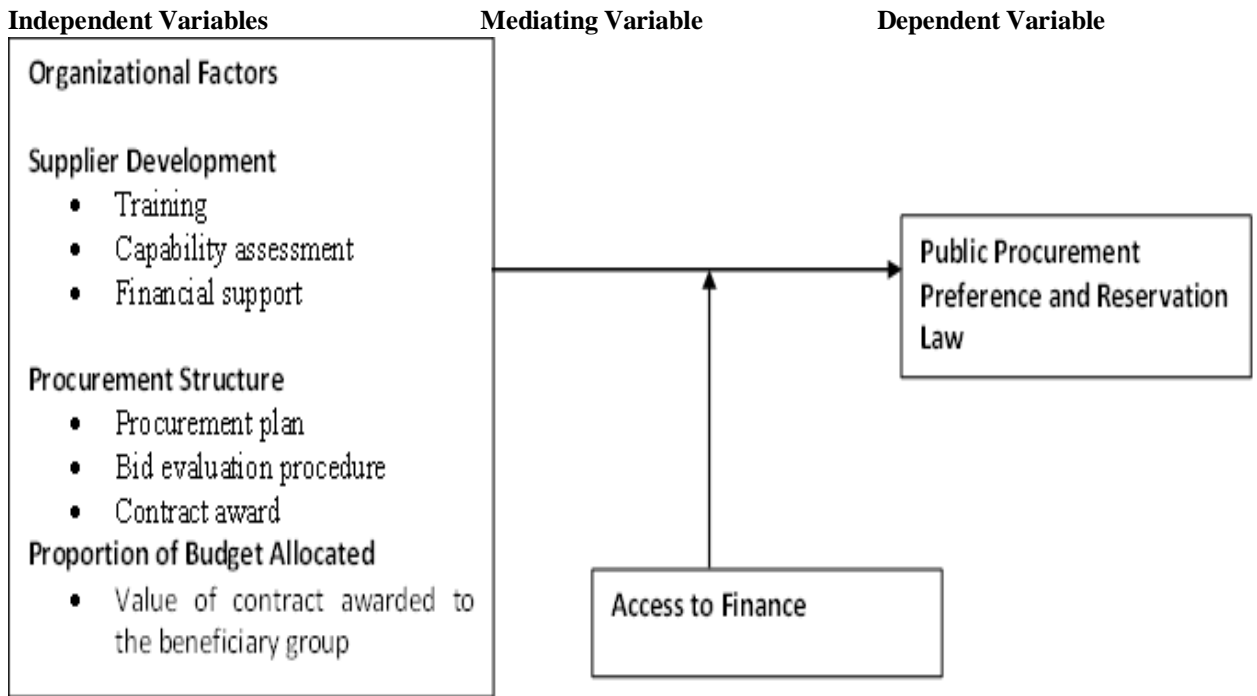 Independent Variables Mediating Variable Dependent Variable
Organizational Factors
Supplier Development
• Training
• Capability assessment
• Financial support
Procurement Structure
• Procurement plan
• Bid evaluation procedure
• Contract award
Proportion of Budget Allocated
• Value of contract awarded to
the beneficiary group
Access to Finance
Public Procurement
Preference and Reservation
Law